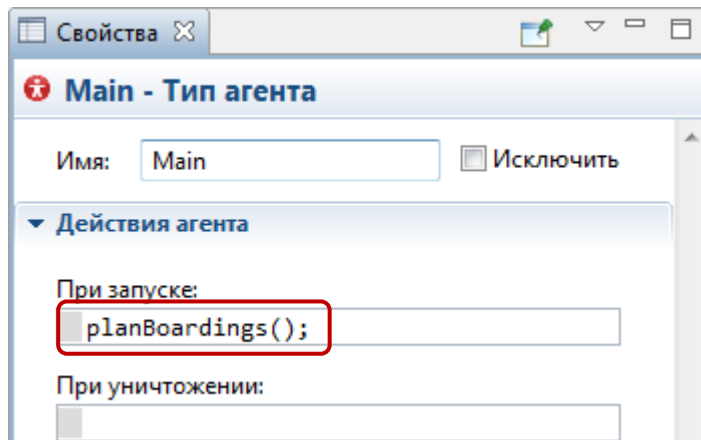 Свойства
Main - Тип агента
Имя: Main Исключить
Действия агента
При запуске:
planBoardings();
При уничтожении: